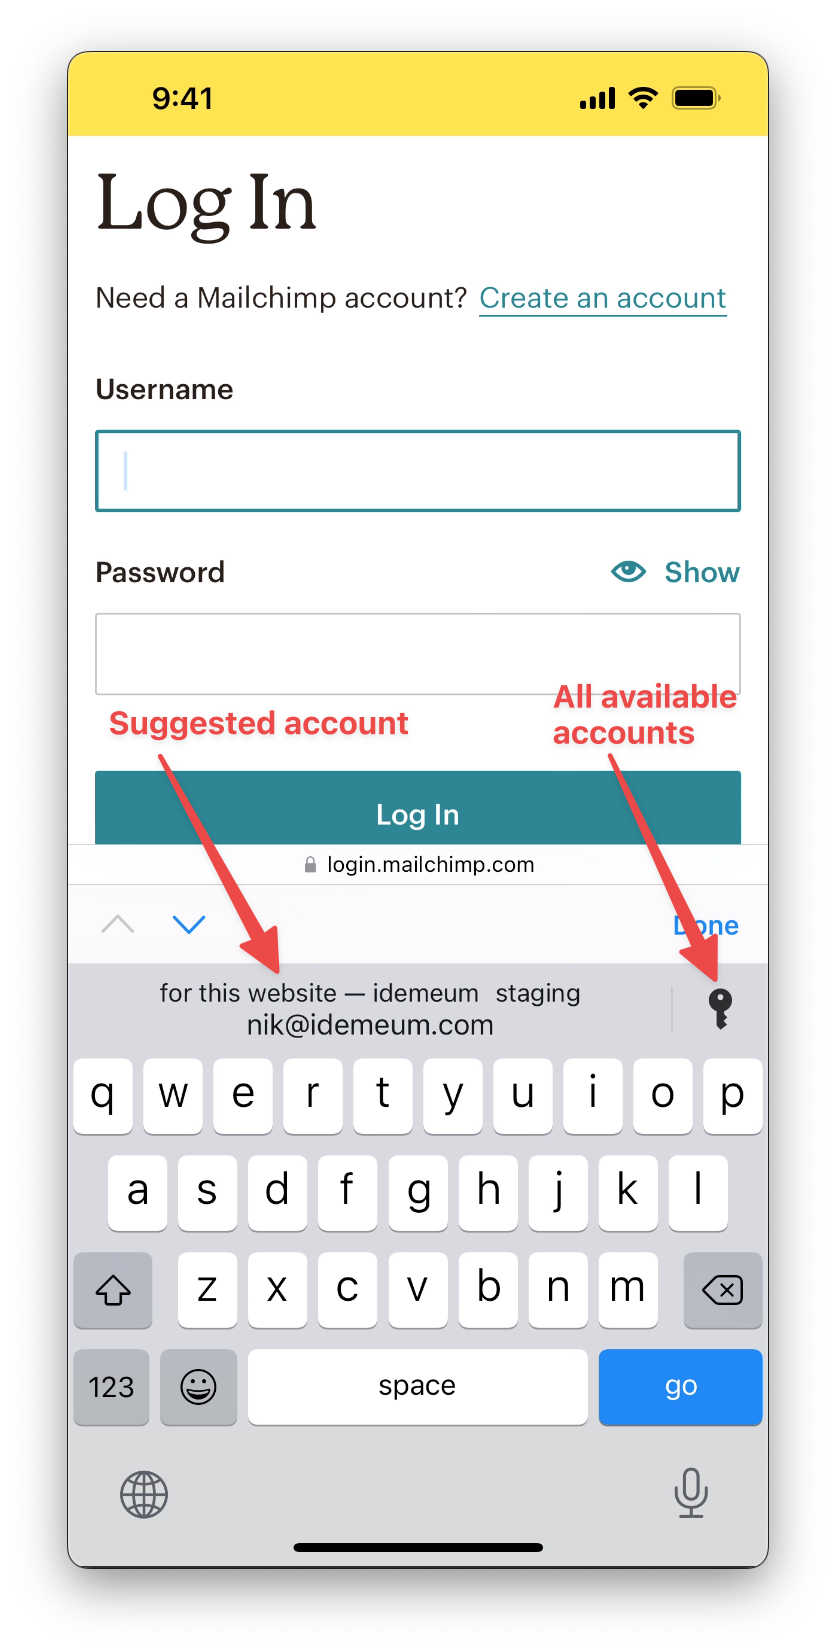 9:41
Log In
Need a Mailchimp account? Create an account
Username
Password Show
Suggested account
All available
accounts
Log In
login.mailchimp.com
Done
for this website — idemeum staging
nik@idemeum.com
q w e r t y u i o p
a s d f g h j k l
z x c v b n m
123 space go